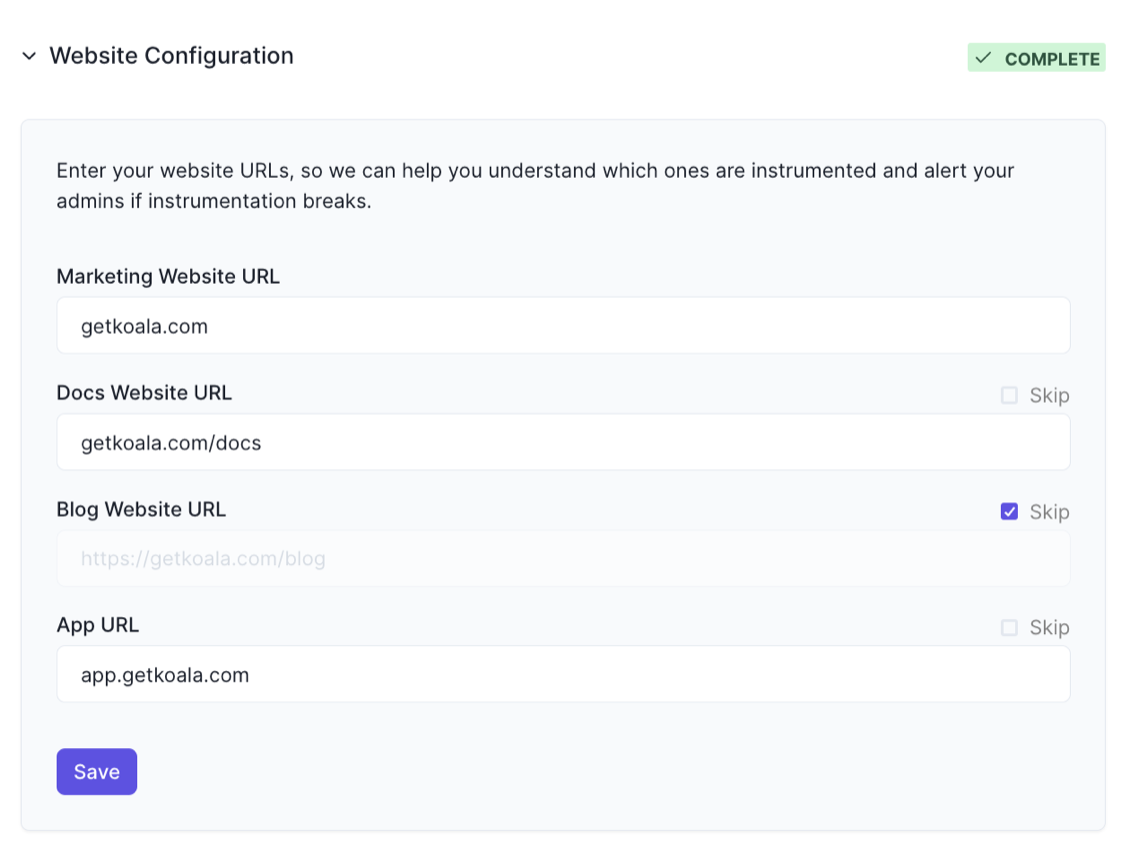 Website Configuration
COMPLETE
Enter your website URLs, so we can help you understand which ones are instrumented and alert your
admins if instrumentation breaks.
Marketing Website URL
getkoala.com
Docs Website URL
Skip
getkoala.com/docs
Blog Website URL
Skip
https://getkoala.com/blog
App URL
Skip
app.getkoala.com
Save